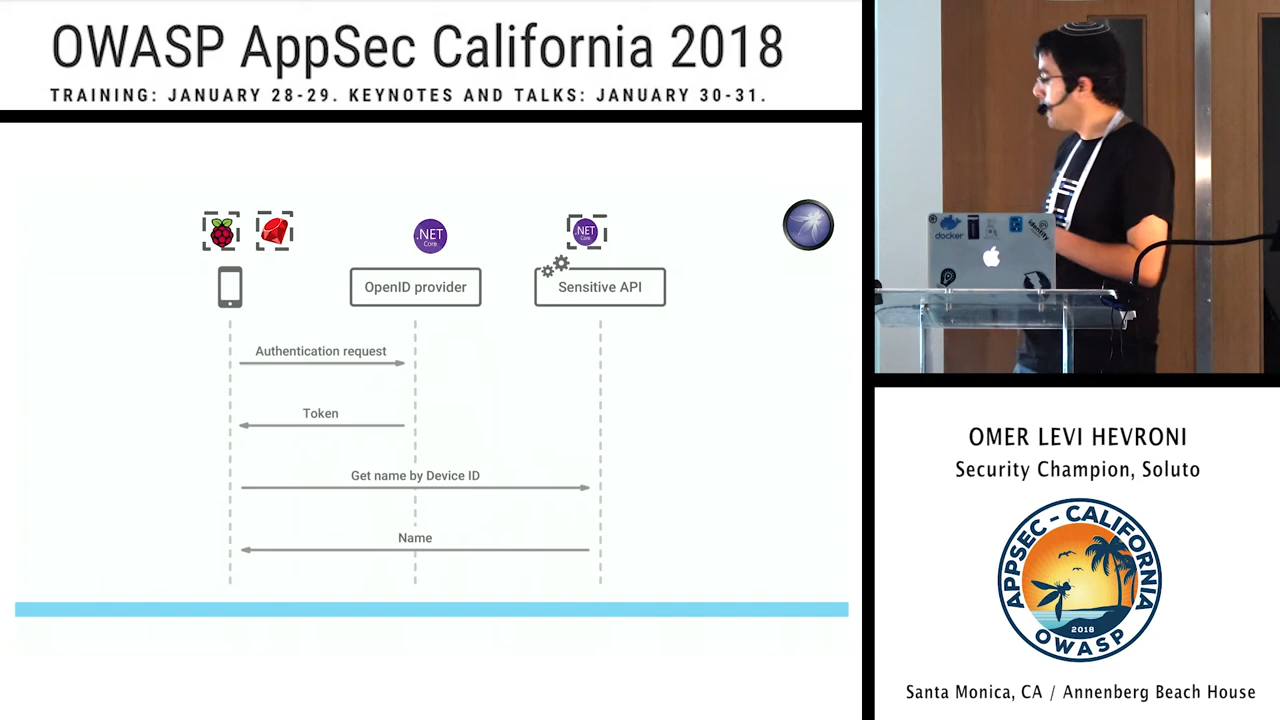 OWASP AppSec California 2018
TRAINING: JANUARY 28-29. KEYNOTES AND TALKS: JANUARY 30-31.
.NET
Core
.NET
Core
OpenID provider
Sensitive API
Authentication request
Token
Get name by Device ID
Name
docker
identity
OMER LEVI HEVRONI
Security Champion, Soluto
APPSEC - CALIFORNIA
2018
OWASP
Santa Monica, CA / Annenberg Beach House